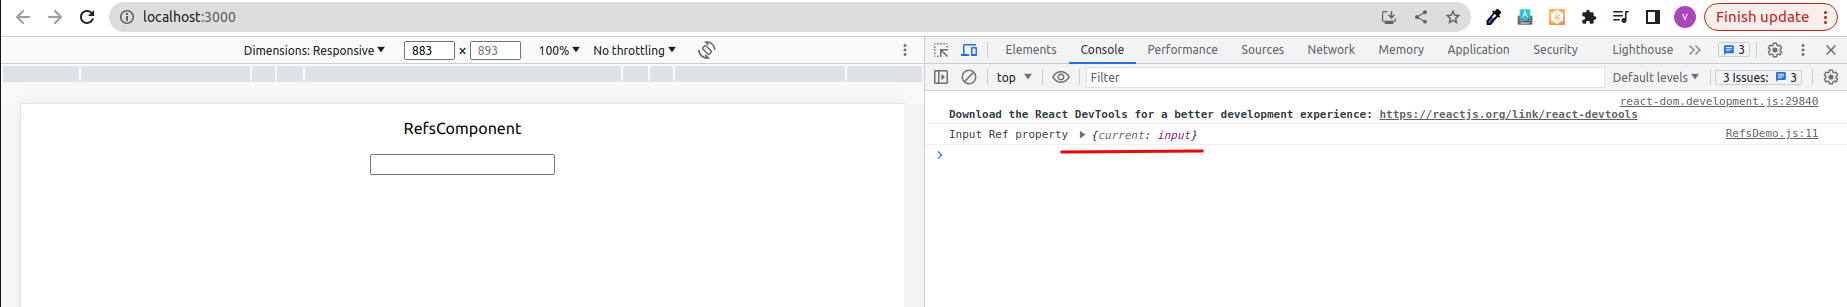 localhost:3000
Finish update
V
Dimensions: Responsive 883 × 893 100% No throttling
Elements Console Performance Sources Network Memory Application Security Lighthouse 3
top Filter Default levels 3 Issues: 3
react-dom.development.js:29840
Download the React DevTools for a better development experience: https://reactjs.org/link/react-devtools
Input Ref property {current: input} RefsDemo.js:11
RefsComponent